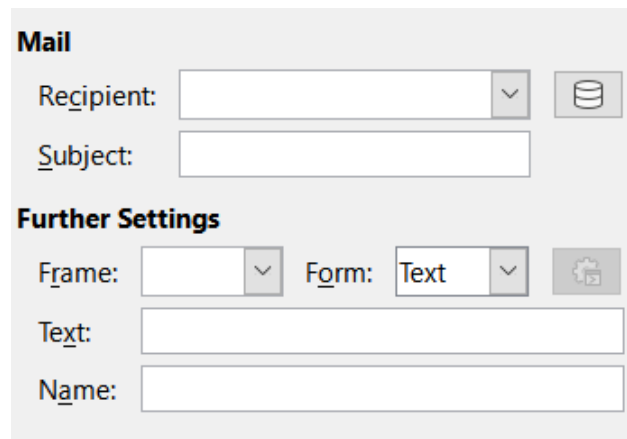 Mail
Recipient:
Subject:
Further Settings
Frame: Form: Text
Text:
Name: